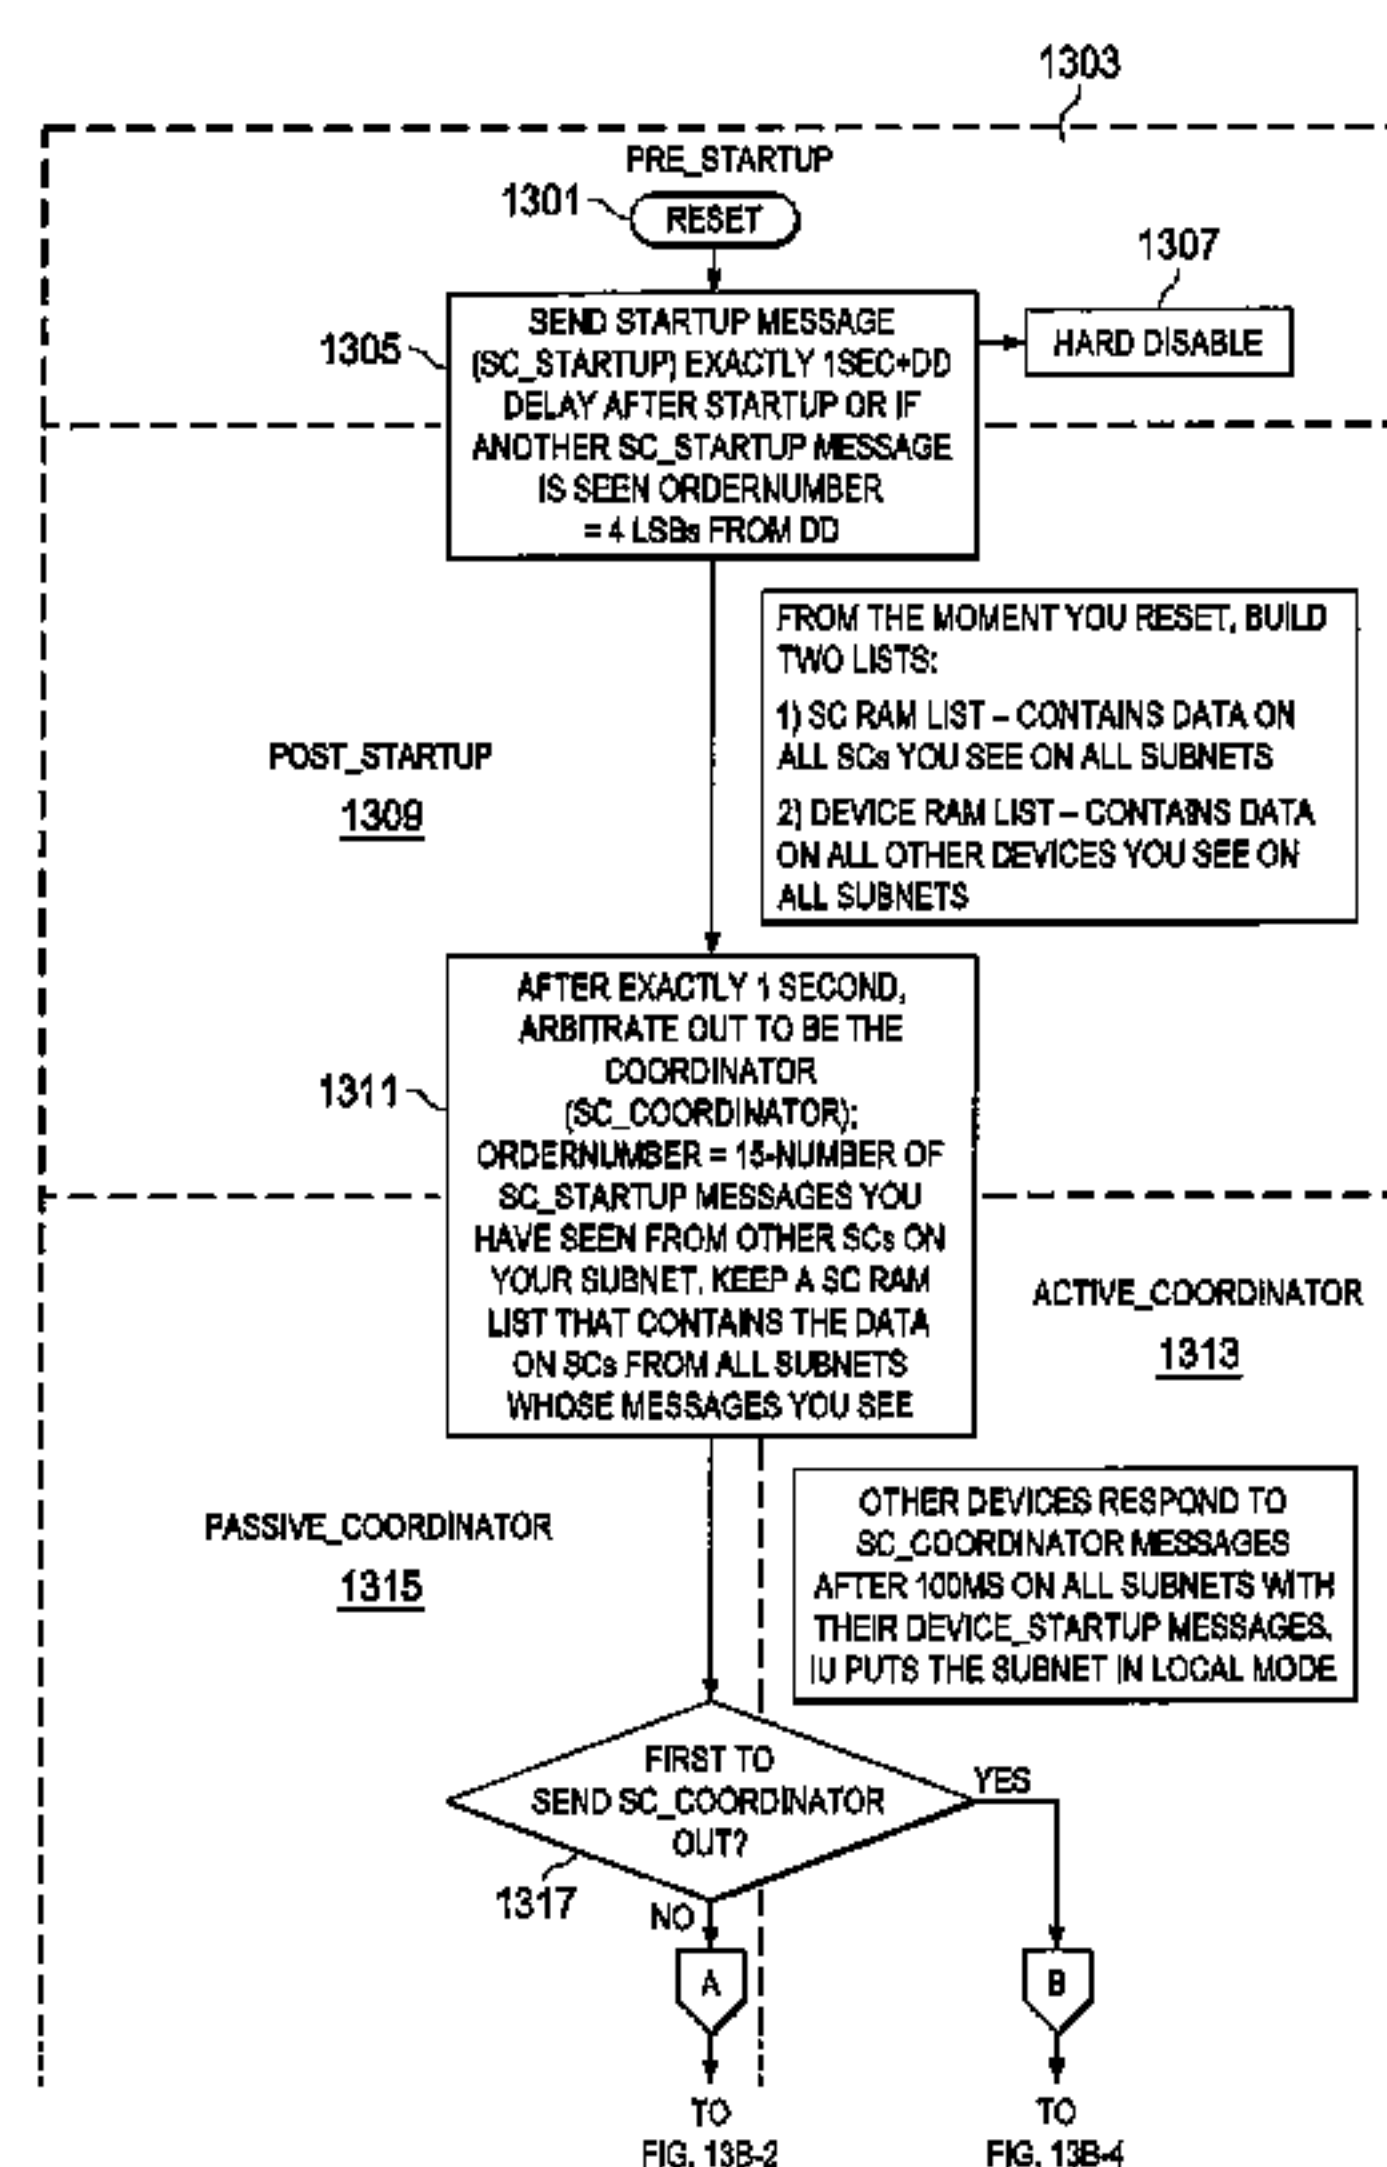 1303
PRE_STARTUP
1301
RESET
1307
HARD DISABLE
1305
SEND STARTUP MESSAGE
(SC_STARTUP) EXACTLY 1SEC+DD
DELAY AFTER STARTUP OR IF
ANOTHER SC_STARTUP MESSAGE
IS SEEN ORDERNUMBER
= 4 LSBs FROM DD
FROM THE MOMENT YOU RESET, BUILD
TWO LISTS:
1) SC RAM LIST – CONTAINS DATA ON
ALL SCs YOU SEE ON ALL SUBNETS
2) DEVICE RAM LIST – CONTAINS DATA
ON ALL OTHER DEVICES YOU SEE ON
ALL SUBNETS
POST_STARTUP
1309
1311
AFTER EXACTLY 1 SECOND,
ARBITRATE OUT TO BE THE
COORDINATOR
(SC_COORDINATOR);
ORDERNUMBER = 15-NUMBER OF
SC_STARTUP MESSAGES YOU
HAVE SEEN FROM OTHER SCs ON
YOUR SUBNET, KEEP A SC RAM
LIST THAT CONTAINS THE DATA
ON SCs FROM ALL SUBNETS
WHOSE MESSAGES YOU SEE
ACTIVE_COORDINATOR
1313
PASSIVE_COORDINATOR
1315
OTHER DEVICES RESPOND TO
SC_COORDINATOR MESSAGES
AFTER 100MS ON ALL SUBNETS WITH
THEIR DEVICE_STARTUP MESSAGES.
IU PUTS THE SUBNET IN LOCAL MODE
FIRST TO
SEND SC_COORDINATOR
OUT?
YES
1317
NO
A
B
TO
FIG. 13B-2
TO
FIG. 13B-4